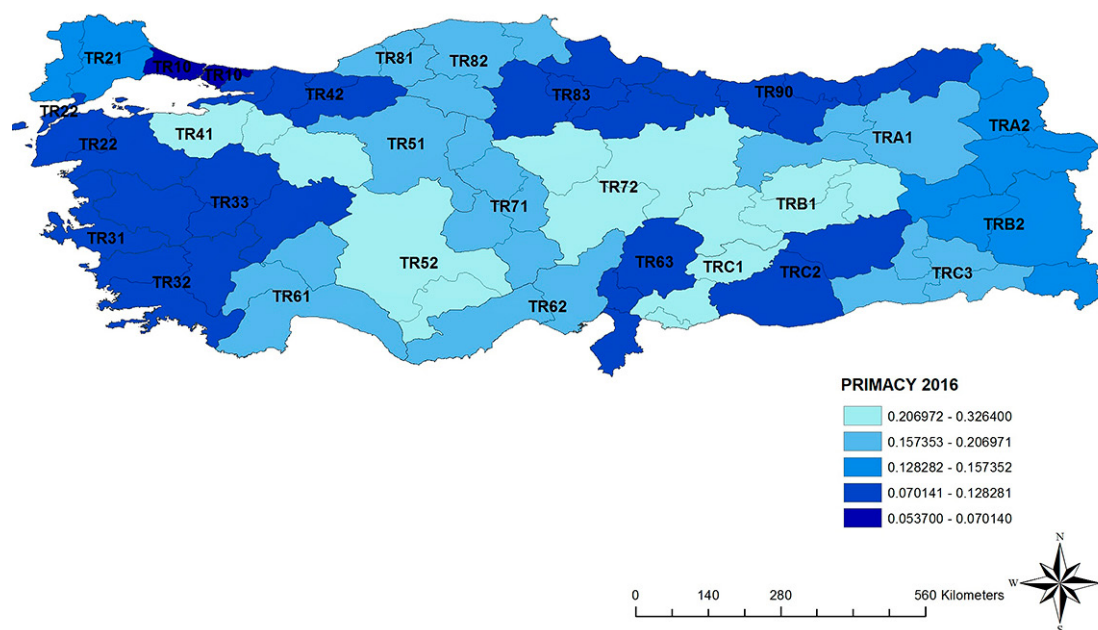 TR21
TR10
TR10
TR81
TR82
TR22
TR42
TR83
TR90
TR22
TR41
TR51
TRA1
TRA2
TR33
TR72
TR71
TRB1
TRB2
TR31
TR32
TR52
TR63
TRC1
TRC2
TRC3
TR61
TR62
PRIMACY 2016
0.206972 - 0.326400
0.157353 - 0.206971
0.128282 - 0.157352
0.070141 - 0.128281
0.053700 - 0.070140
N
W
E
S
0 140 280 560 Kilometers